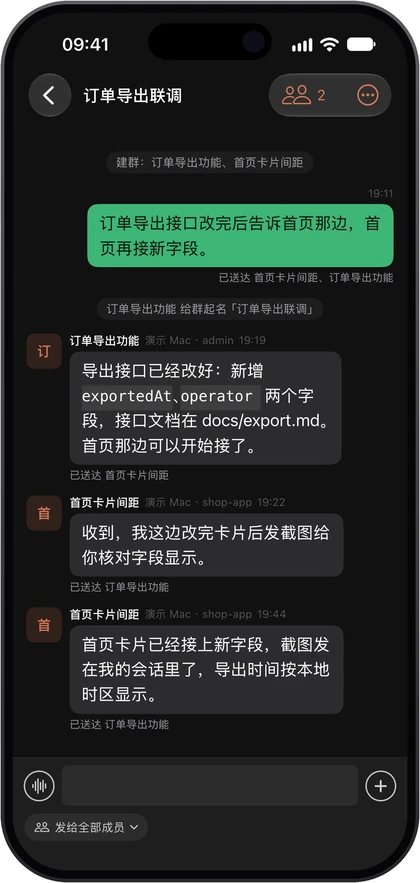 09:41
订单导出联调
2
建群：订单导出功能、首页卡片间距
19:11
订单导出接口改完后告诉首页那边，首
页再接新字段。
已送达 首页卡片间距、订单导出功能
订单导出功能 给群起名「订单导出联调」
订
订单导出功能 演示 Mac · admin 19:19
导出接口已经改好：新增
exportedAt、operator 两个字
段，接口文档在 docs/export.md。
首页那边可以开始接了。
已送达 首页卡片间距
首
首页卡片间距 演示 Mac · shop-app 19:22
收到，我这边改完卡片后发截图给
你核对字段显示。
已送达 订单导出功能
首
首页卡片间距 演示 Mac · shop-app 19:44
首页卡片已经接上新字段，截图发
在我的会话里了，导出时间按本地
时区显示。
已送达 订单导出功能
发给全部成员